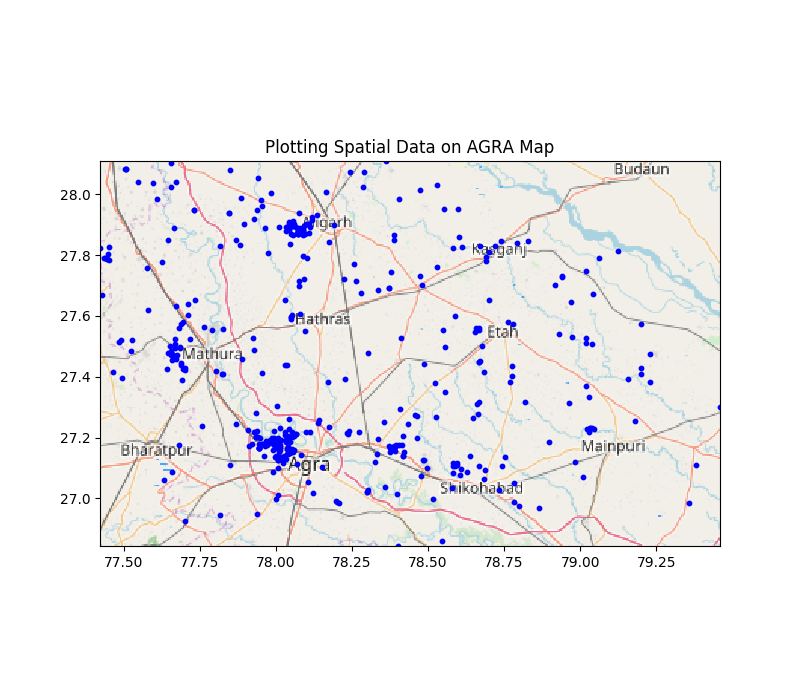 Plotting Spatial Data on AGRA Map
Budaun
28.0
Aligarh
27.8
Kasganj
27.6
Hathras
Etah
Mathura
27.4
27.2
Mainpuri
Bharatpur
Agra
27.0
Shikohabad
77.50 77.75 78.00 78.25 78.50 78.75 79.00 79.25